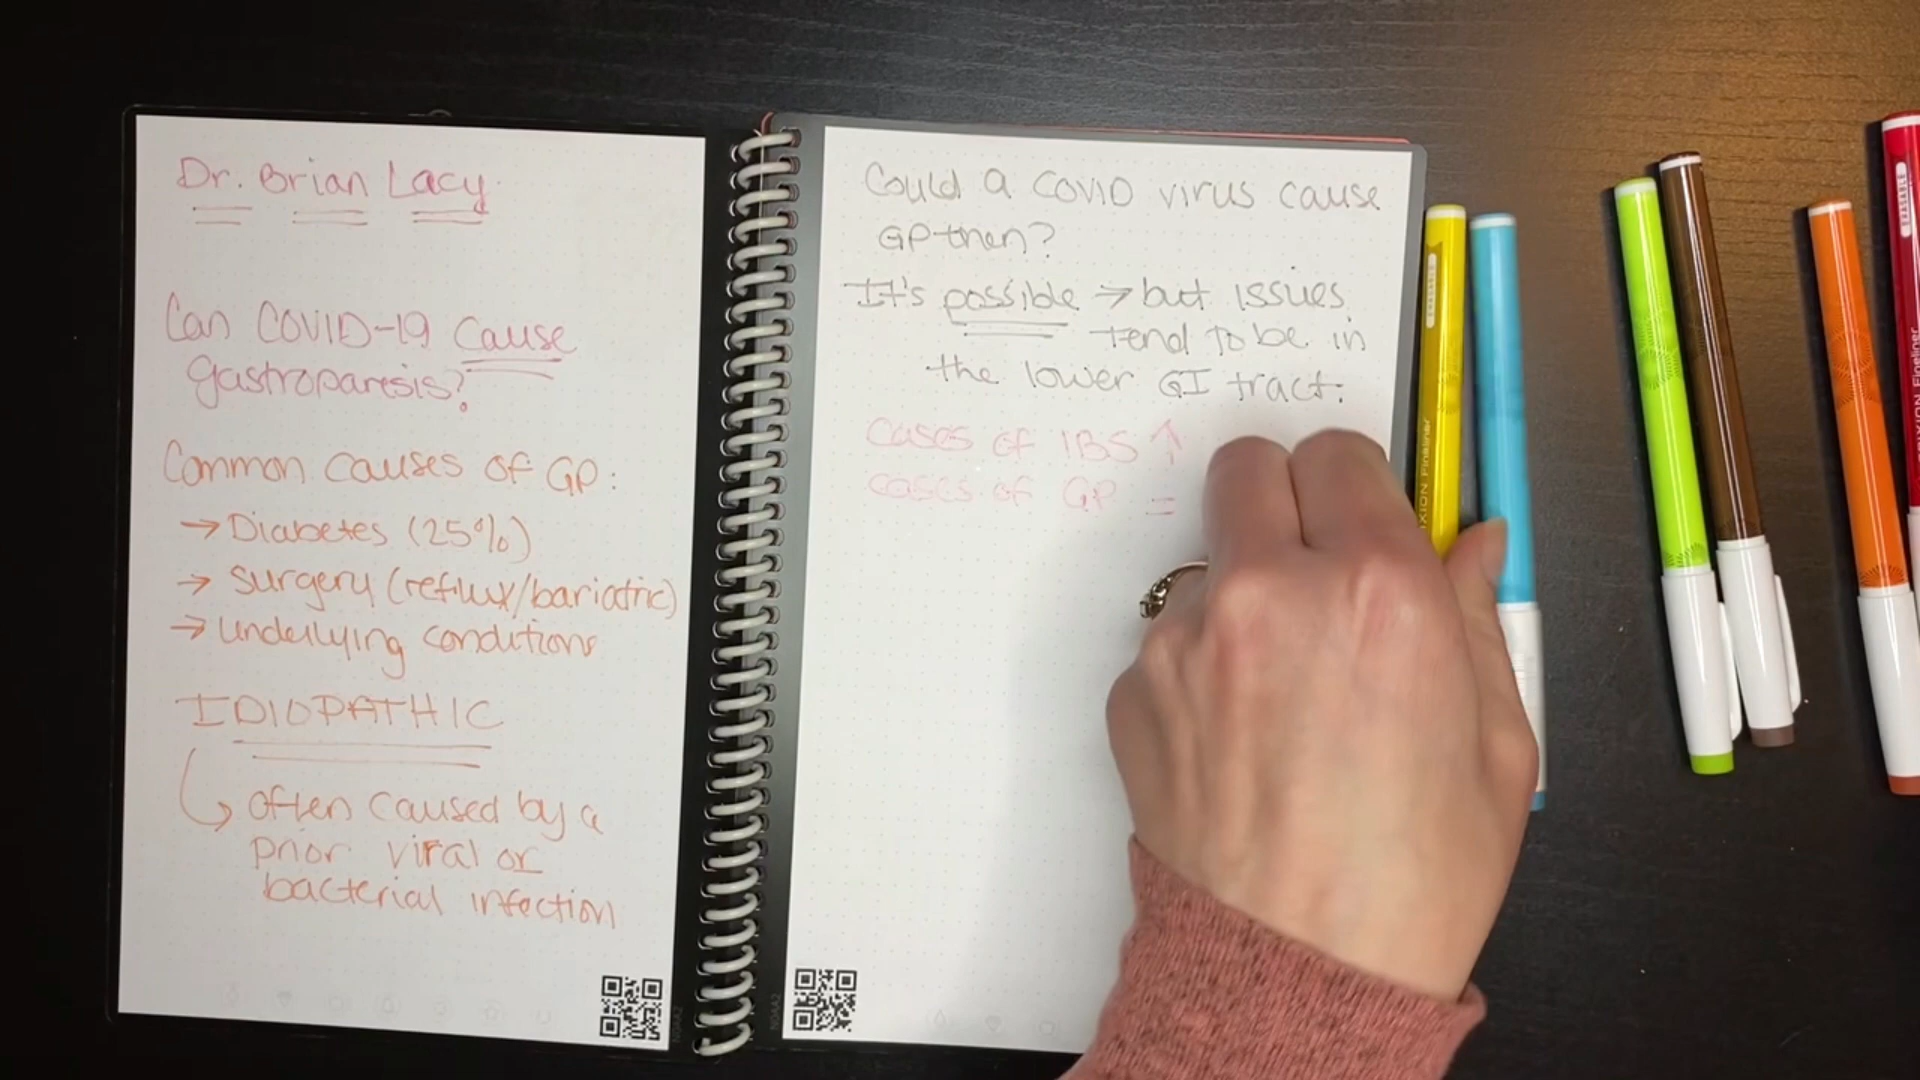 Dr. Brian Lacy
Can COVID-19 cause
gastroparesis?
Common causes of GP:
→ Diabetes (25%)
→ surgery (reflux/bariatric)
→ Underlying conditions
IDIOPATHIC
often caused by a
prior viral or
bacterial infection
Could a COVID virus cause
GP then?
It's possible → but issues
tend to be in
the lower GI tract.
Cases of IBS ↑
cases of GP =